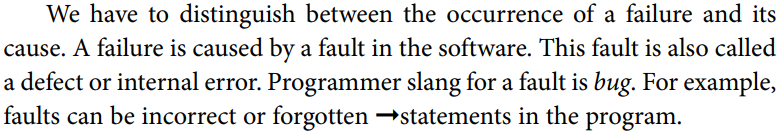 We have to distinguish between the occurrence of a failure and its
cause. A failure is caused by a fault in the software. This fault is also called
a defect or internal error. Programmer slang for a fault is bug. For example,
faults can be incorrect or forgotten ➞statements in the program.